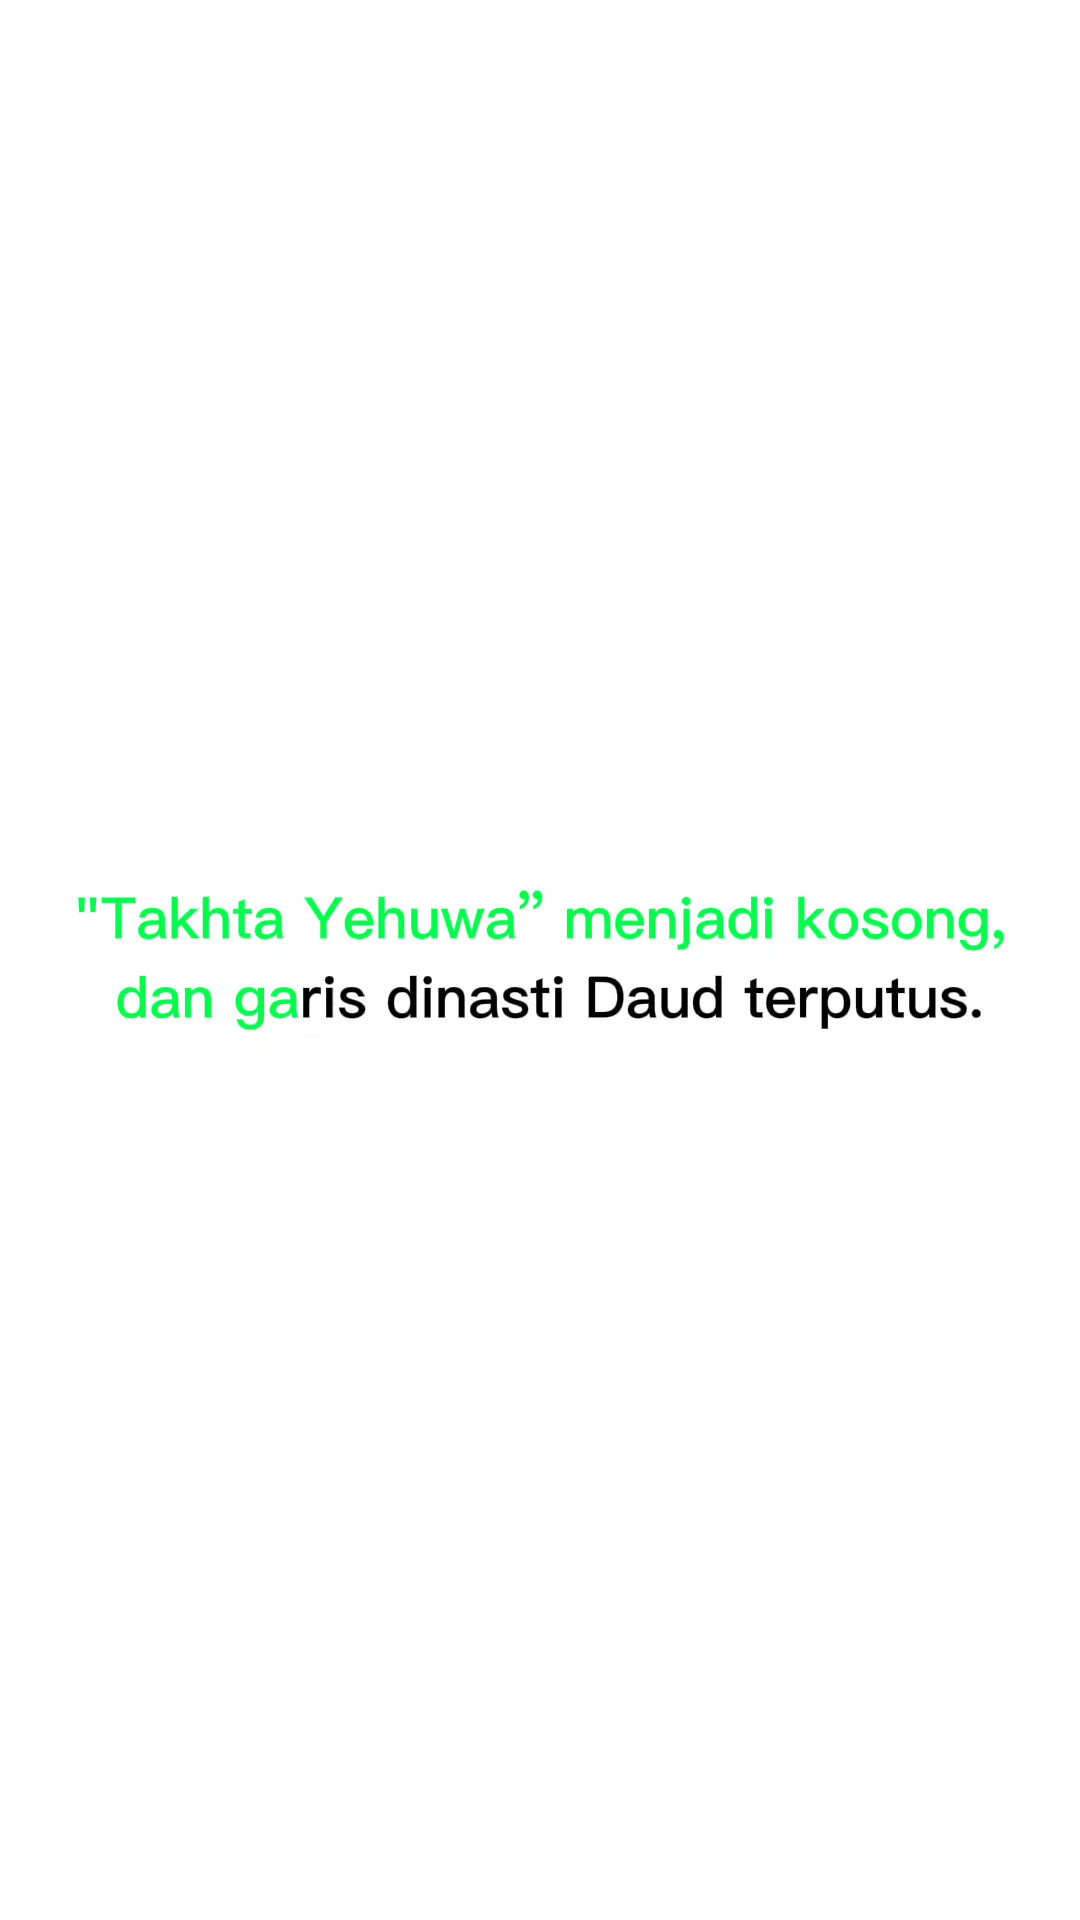 "Takhta Yehuwa” menjadi kosong,
dan garis dinasti Daud terputus.